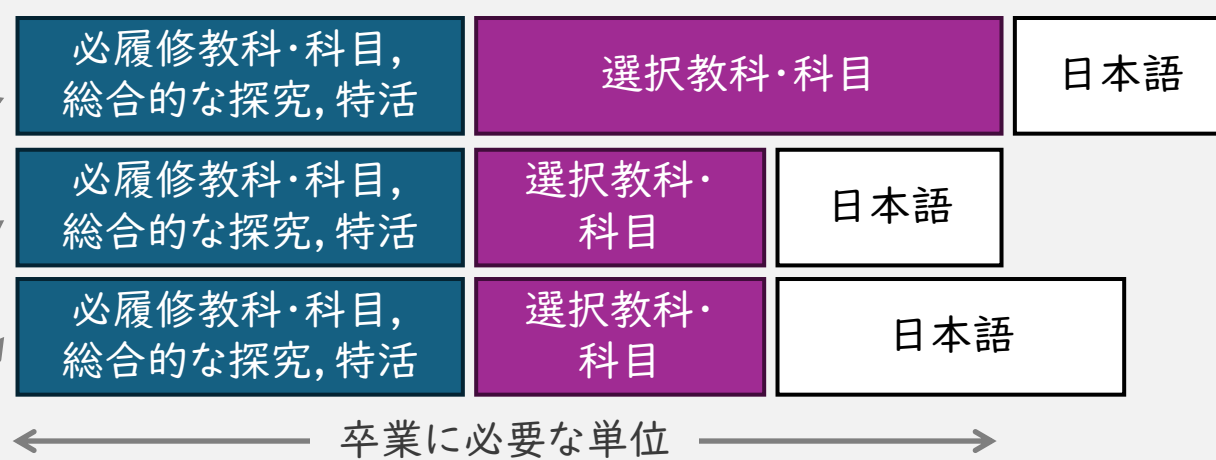 必履修教科・科目,
総合的な探究, 特活
選択教科・科目
日本語
必履修教科・科目,
総合的な探究, 特活
選択教科・
科目
日本語
必履修教科・科目,
総合的な探究, 特活
選択教科・
科目
日本語
卒業に必要な単位